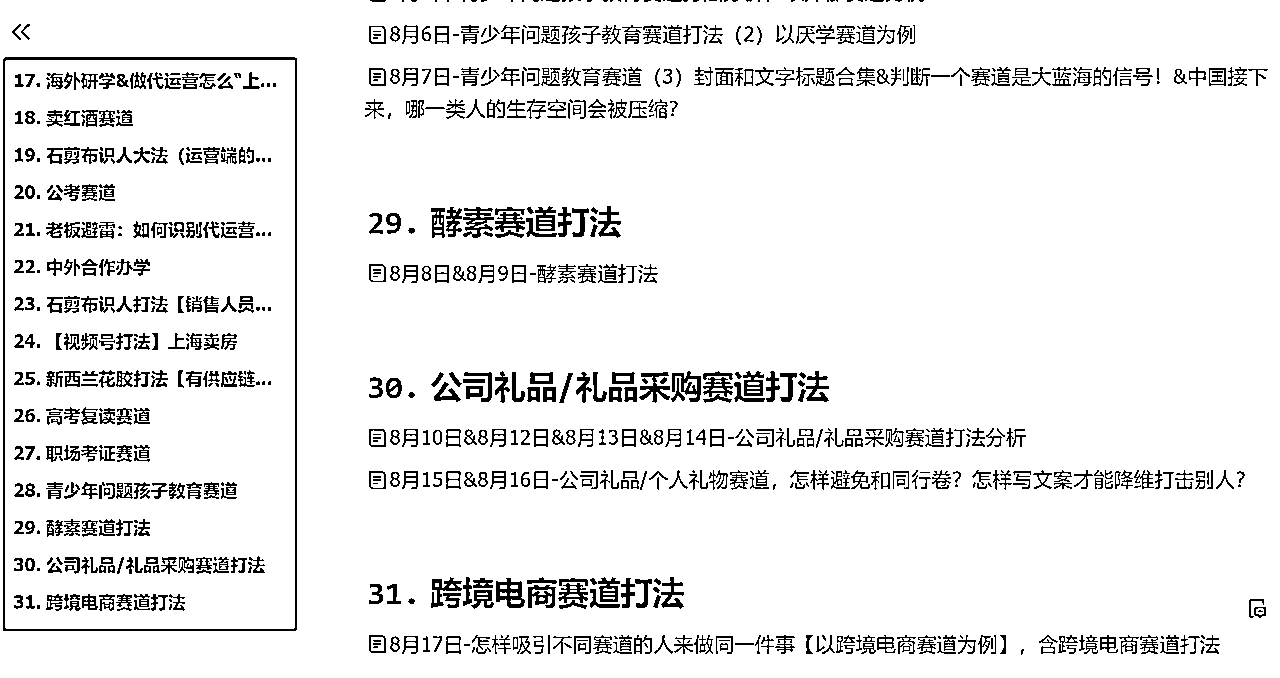 8月6日-青少年问题孩子教育赛道打法（2）以厌学赛道为例
8月7日-青少年问题教育赛道（3）封面和文字标题合集&判断一个赛道是大蓝海的信号！&中国接下
来，哪一类人的生存空间会被压缩？
17. 海外研学&做代运营怎么“上...
18. 卖红酒赛道
19. 石剪布识人大法（运营端的...
20. 公考赛道
21. 老板避雷：如何识别代运营...
22. 中外合作办学
23. 石剪布识人打法【销售人员...
24. 【视频号打法】上海卖房
25. 新西兰花胶打法【有供应链...
26. 高考复读赛道
27. 职场考证赛道
28. 青少年问题孩子教育赛道
29. 酵素赛道打法
30. 公司礼品/礼品采购赛道打法
31. 跨境电商赛道打法
29. 酵素赛道打法
8月8日&8月9日-酵素赛道打法
30. 公司礼品/礼品采购赛道打法
8月10日&8月12日&8月13日&8月14日-公司礼品/礼品采购赛道打法分析
8月15日&8月16日-公司礼品/个人礼物赛道，怎样避免和同行卷？怎样写文案才能降维打击别人？
31. 跨境电商赛道打法
8月17日-怎样吸引不同赛道的人来做同一件事【以跨境电商赛道为例】，含跨境电商赛道打法